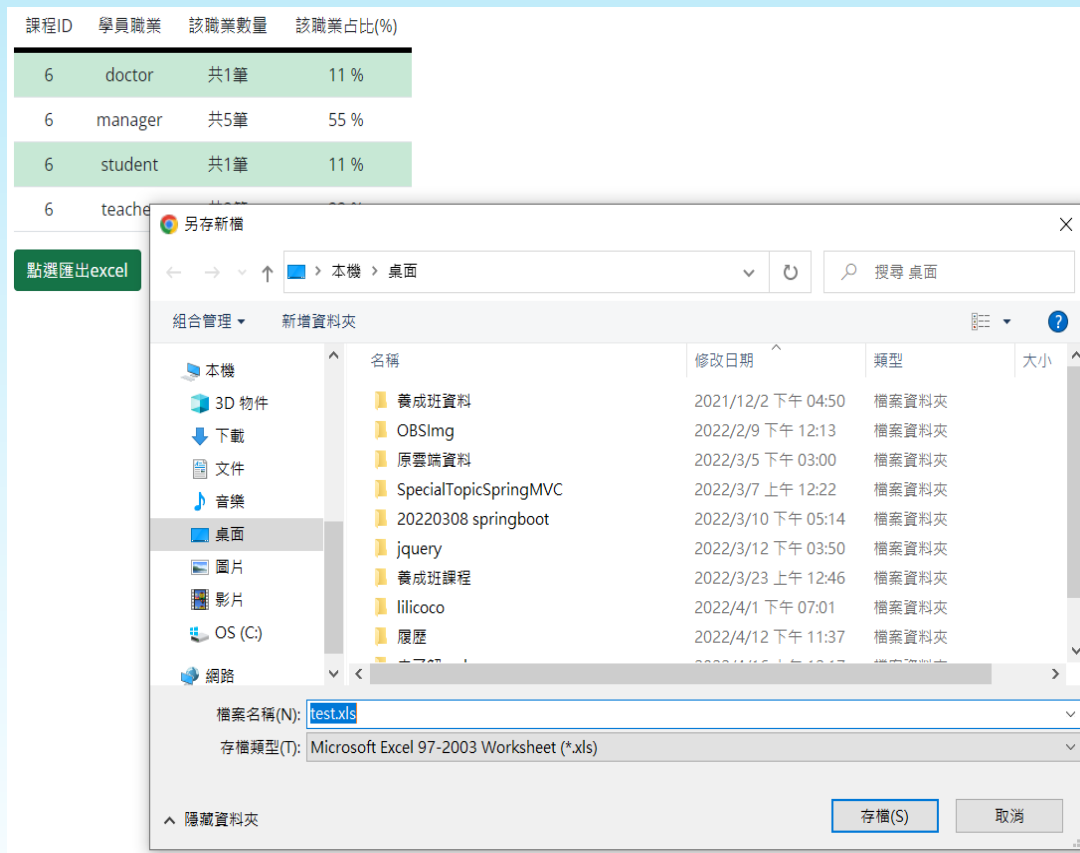 課程ID 學員職業 該職業數量 該職業占比(%)
6 doctor 共1筆 11 %
6 manager 共5筆 55 %
6 student 共1筆 11 %
6
點選匯出excel
另存新檔
本機 桌面
搜尋 桌面
組合管理 新增資料夾
?
本機
3D 物件
下載
文件
音樂
桌面
圖片
影片
OS (C:)
網路
名稱 修改日期 類型 大小
養成班資料 2021/12/2 下午 04:50 檔案資料夾
OBSImg 2022/2/9 下午 12:13 檔案資料夾
原雲端資料 2022/3/5 下午 03:00 檔案資料夾
SpecialTopicSpringMVC 2022/3/7 上午 12:22 檔案資料夾
20220308 springboot 2022/3/10 下午 05:14 檔案資料夾
jquery 2022/3/12 下午 03:50 檔案資料夾
養成班課程 2022/3/23 上午 12:46 檔案資料夾
lilicoco 2022/4/1 下午 07:01 檔案資料夾
履歷 2022/4/12 下午 11:37 檔案資料夾
檔案名稱(N): test.xls
存檔類型(T): Microsoft Excel 97-2003 Worksheet (*.xls)
隱藏資料夾
存檔(S) 取消